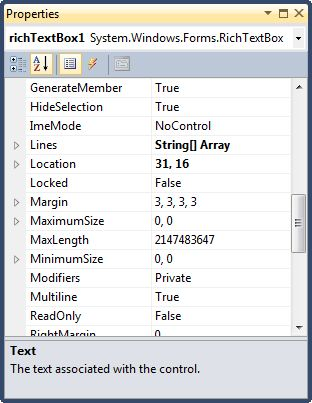 Properties
richTextBox1 System.Windows.Forms.RichTextBox
GenerateMember True
HideSelection True
ImeMode NoControl
Lines String[] Array
Location 31, 16
Locked False
Margin 3, 3, 3, 3
MaximumSize 0, 0
MaxLength 2147483647
MinimumSize 0, 0
Modifiers Private
Multiline True
ReadOnly False
RightMargin 0
Text
The text associated with the control.